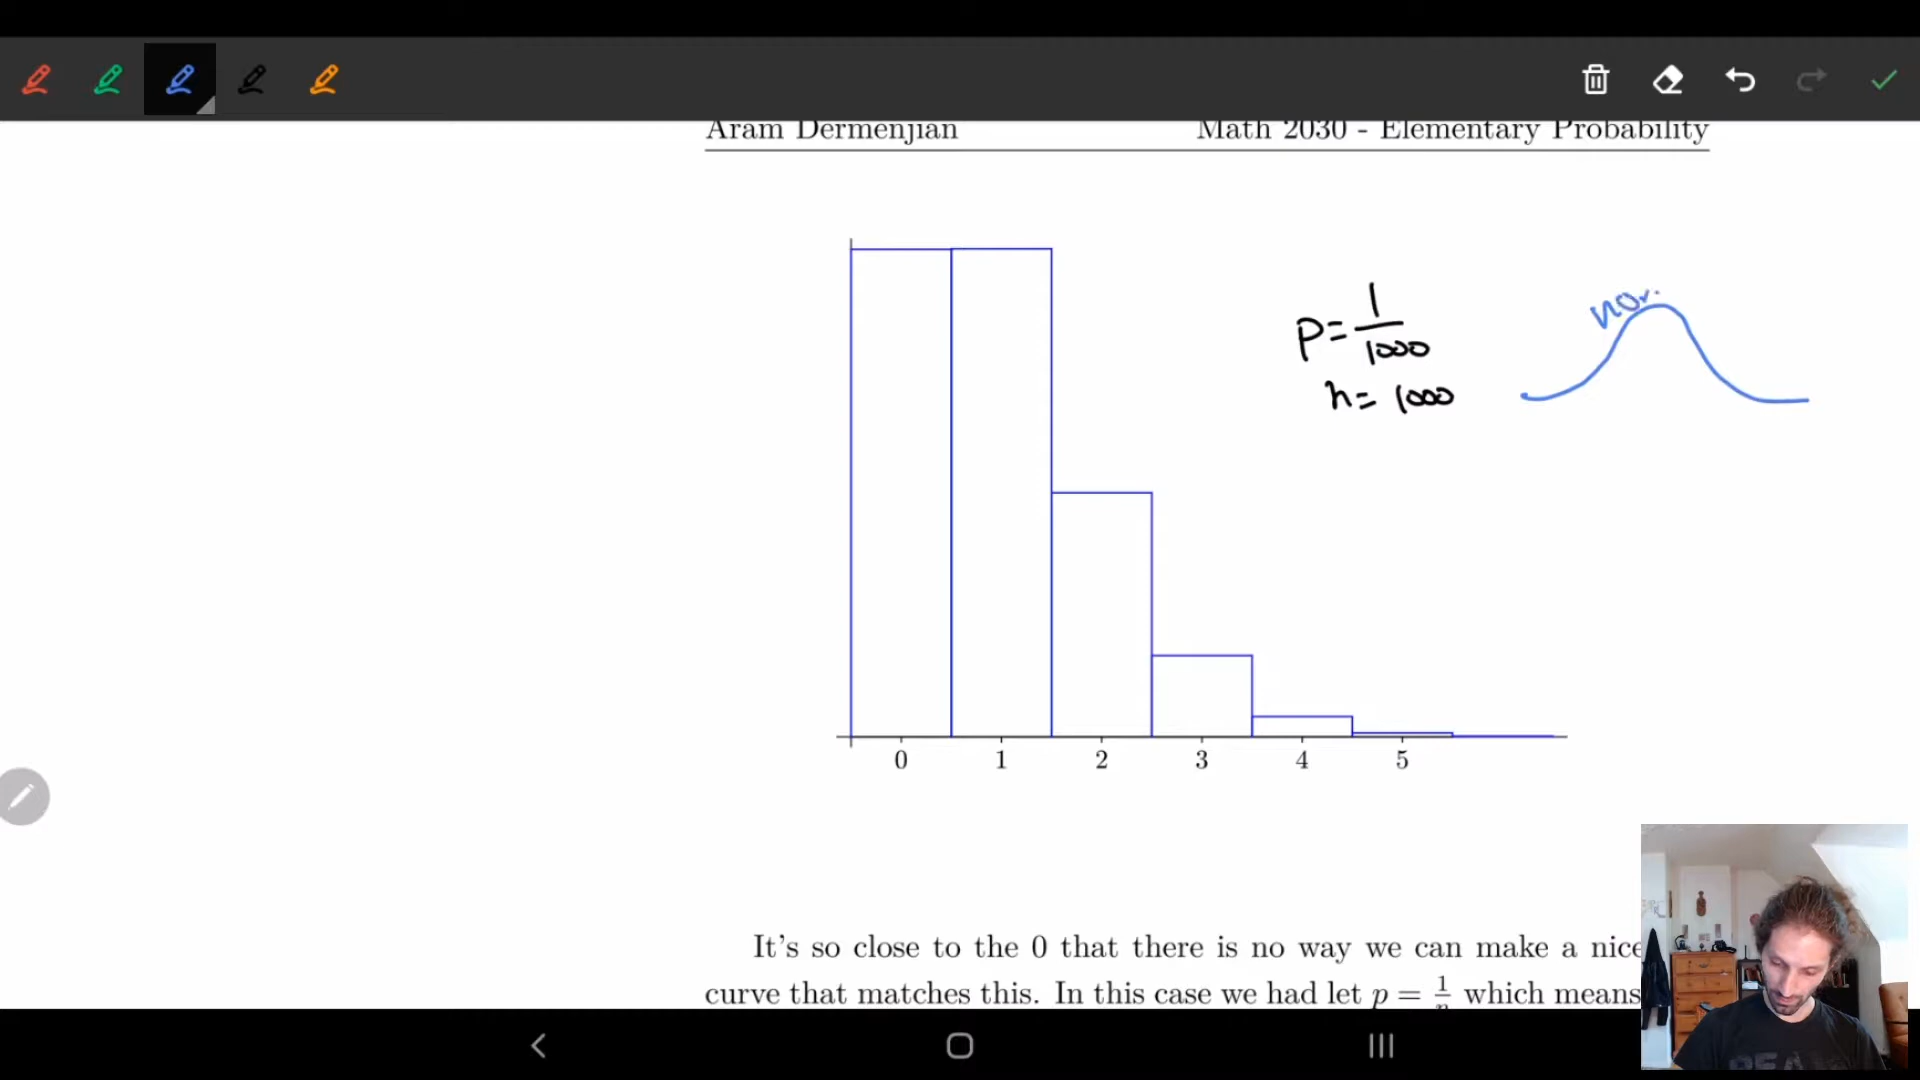 Aram Dermenjian Math 2030 - Elementary Probability
p = 1/1000
n = 1000
nor
0 1 2 3 4 5
It's so close to the 0 that there is no way we can make a nice
curve that matches this. In this case we had let p = 1/n which means